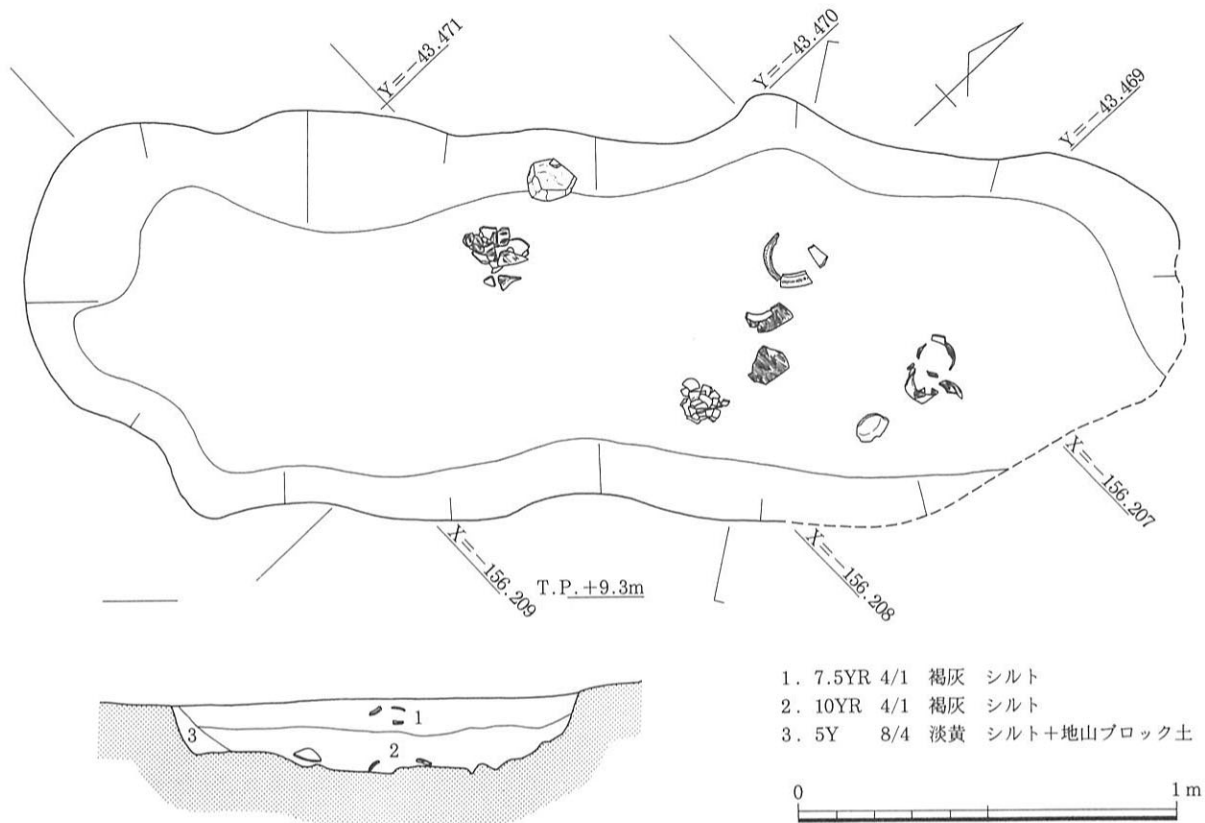 Y=-43.471
Y=-43.470
Y=-43.469
X=-156.207
X=-156.208
X=-156.209
T.P.+9.3m
1
2
3
1. 7.5YR 4/1 褐灰 シルト
2. 10YR 4/1 褐灰 シルト
3. 5Y 8/4 淡黄 シルト+地山ブロック土
0 1m